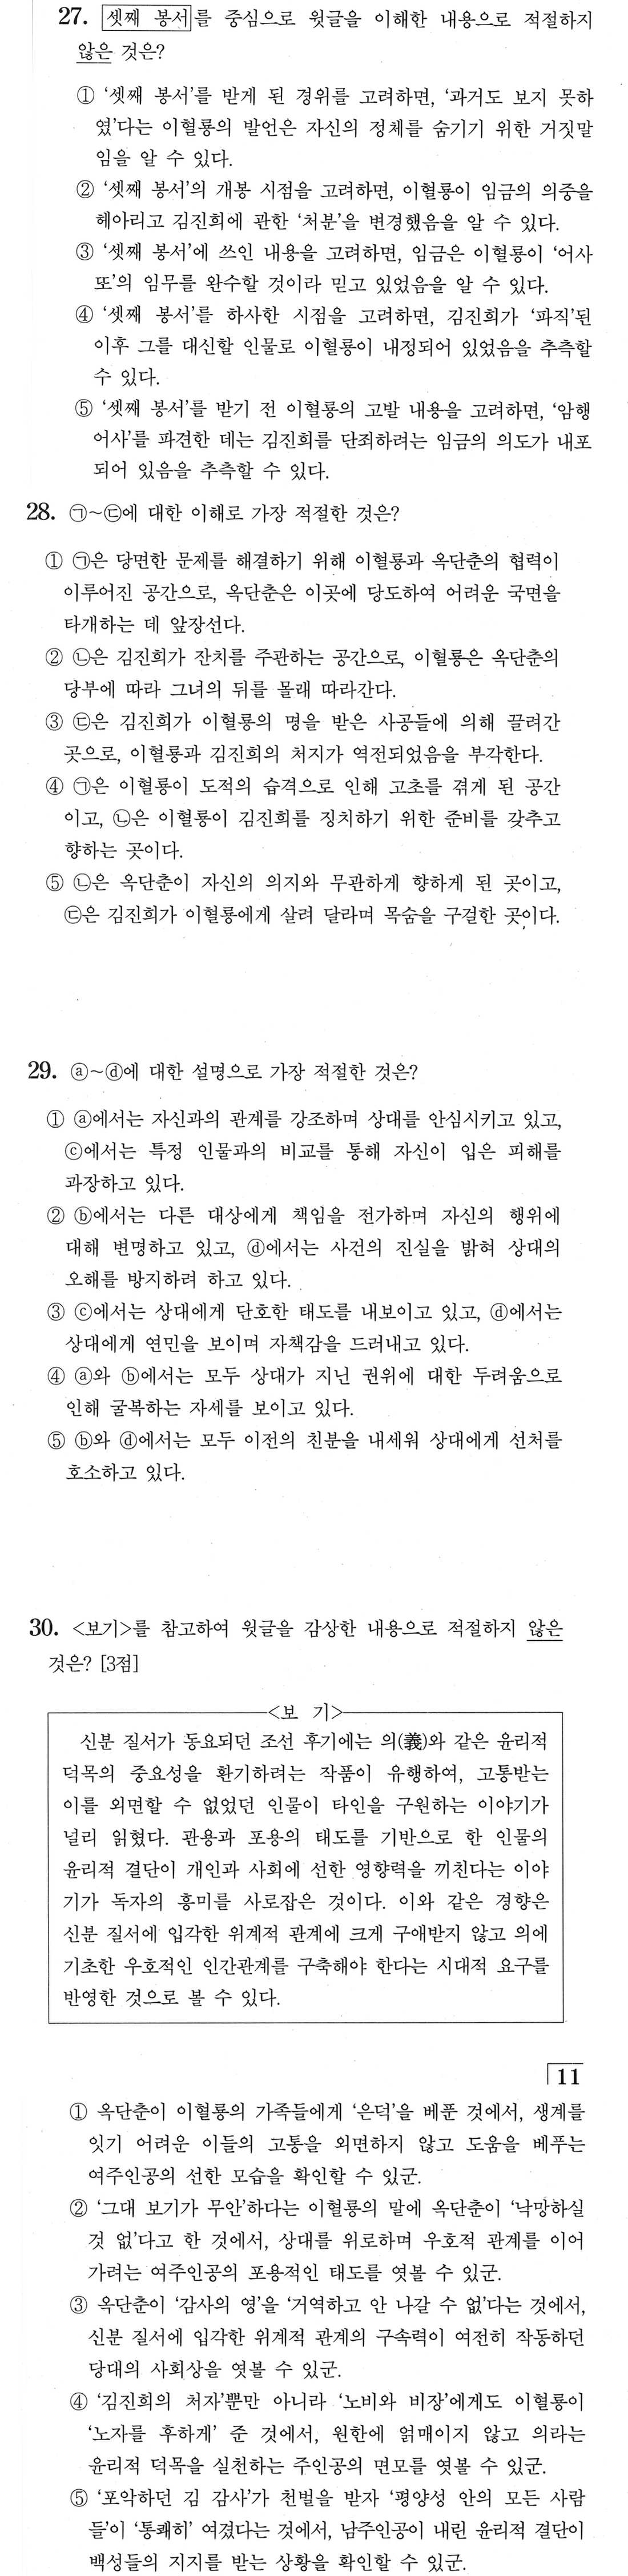 27. 셋째 봉서를 중심으로 윗글을 이해한 내용으로 적절하지
않은 것은?
① ‘셋째 봉서’를 받게 된 경위를 고려하면, ‘과거도 보지 못하
였’다는 이혈룡의 발언은 자신의 정체를 숨기기 위한 거짓말
임을 알 수 있다.
② ‘셋째 봉서’의 개봉 시점을 고려하면, 이혈룡이 임금의 의중을
헤아리고 김진희에 관한 ‘처분’을 변경했음을 알 수 있다.
③ ‘셋째 봉서’에 쓰인 내용을 고려하면, 임금은 이혈룡이 ‘어사
또’의 임무를 완수할 것이라 믿고 있었음을 알 수 있다.
④ ‘셋째 봉서’를 하사한 시점을 고려하면, 김진희가 ‘파직’된
이후 그를 대신할 인물로 이혈룡이 내정되어 있었음을 추측할
수 있다.
⑤ ‘셋째 봉서’를 받기 전 이혈룡의 고발 내용을 고려하면, ‘암행
어사’를 파견한 데는 김진희를 단죄하려는 임금의 의도가 내포
되어 있음을 추측할 수 있다.
28. ㉠~㉢에 대한 이해로 가장 적절한 것은?
① ㉠은 당면한 문제를 해결하기 위해 이혈룡과 옥단춘의 협력이
이루어진 공간으로, 옥단춘은 이곳에 당도하여 어려운 국면을
타개하는 데 앞장선다.
② ㉡은 김진희가 잔치를 주관하는 공간으로, 이혈룡은 옥단춘의
당부에 따라 그녀의 뒤를 몰래 따라간다.
③ ㉢은 김진희가 이혈룡의 명을 받은 사공들에 의해 끌려간
곳으로, 이혈룡과 김진희의 처지가 역전되었음을 부각한다.
④ ㉠은 이혈룡이 도적의 습격으로 인해 고초를 겪게 된 공간
이고, ㉡은 이혈룡이 김진희를 징치하기 위한 준비를 갖추고
향하는 곳이다.
⑤ ㉡은 옥단춘이 자신의 의지와 무관하게 향하게 된 곳이고,
㉢은 김진희가 이혈룡에게 살려 달라며 목숨을 구걸한 곳이다.
29. ⓐ~ⓓ에 대한 설명으로 가장 적절한 것은?
① ⓐ에서는 자신과의 관계를 강조하며 상대를 안심시키고 있고,
ⓒ에서는 특정 인물과의 비교를 통해 자신이 입은 피해를
과장하고 있다.
② ⓑ에서는 다른 대상에게 책임을 전가하며 자신의 행위에
대해 변명하고 있고, ⓓ에서는 사건의 진실을 밝혀 상대의
오해를 방지하려 하고 있다.
③ ⓒ에서는 상대에게 단호한 태도를 내보이고 있고, ⓓ에서는
상대에게 연민을 보이며 자책감을 드러내고 있다.
④ ⓐ와 ⓑ에서는 모두 상대가 지닌 권위에 대한 두려움으로
인해 굴복하는 자세를 보이고 있다.
⑤ ⓑ와 ⓓ에서는 모두 이전의 친분을 내세워 상대에게 선처를
호소하고 있다.
30. <보기>를 참고하여 윗글을 감상한 내용으로 적절하지 않은
것은? [3점]
<보 기>
신분 질서가 동요되던 조선 후기에는 의(義)와 같은 윤리적
덕목의 중요성을 환기하려는 작품이 유행하여, 고통받는
이를 외면할 수 없었던 인물이 타인을 구원하는 이야기가
널리 읽혔다. 관용과 포용의 태도를 기반으로 한 인물의
윤리적 결단이 개인과 사회에 선한 영향력을 끼친다는 이야
기가 독자의 흥미를 사로잡은 것이다. 이와 같은 경향은
신분 질서에 입각한 위계적 관계에 크게 구애받지 않고 의에
기초한 우호적인 인간관계를 구축해야 한다는 시대적 요구를
반영한 것으로 볼 수 있다.
11
① 옥단춘이 이혈룡의 가족들에게 ‘은덕’을 베푼 것에서, 생계를
잇기 어려운 이들의 고통을 외면하지 않고 도움을 베푸는
여주인공의 선한 모습을 확인할 수 있군.
② ‘그대 보기가 무안’하다는 이혈룡의 말에 옥단춘이 ‘낙망하실
것 없’다고 한 것에서, 상대를 위로하며 우호적 관계를 이어
가려는 여주인공의 포용적인 태도를 엿볼 수 있군.
③ 옥단춘이 ‘감사의 영’을 ‘거역하고 안 나갈 수 없’다는 것에서,
신분 질서에 입각한 위계적 관계의 구속력이 여전히 작동하던
당대의 사회상을 엿볼 수 있군.
④ ‘김진희의 처자’뿐만 아니라 ‘노비와 비장’에게도 이혈룡이
‘노자를 후하게’ 준 것에서, 원한에 얽매이지 않고 의라는
윤리적 덕목을 실천하는 주인공의 면모를 엿볼 수 있군.
⑤ ‘포악하던 김 감사’가 천벌을 받자 ‘평양성 안의 모든 사람
들’이 ‘통쾌히’ 여겼다는 것에서, 남주인공이 내린 윤리적 결단이
백성들의 지지를 받는 상황을 확인할 수 있군.